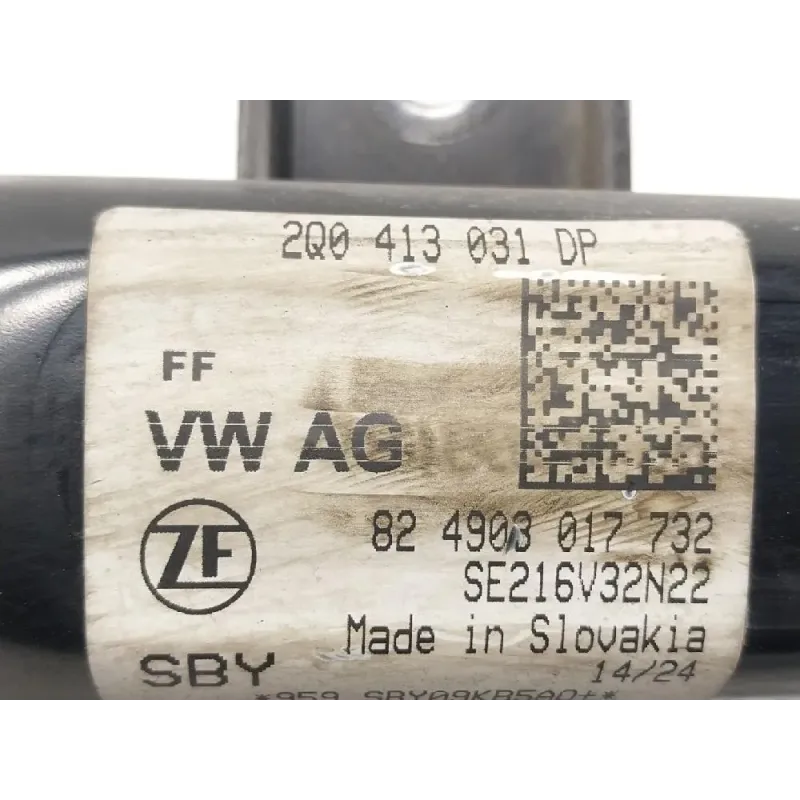 2Q0 413 031 DP
FF
VW AG
ZF
82 4903 017 732
SE216V32N22
Made in Slovakia
SBY
14/24